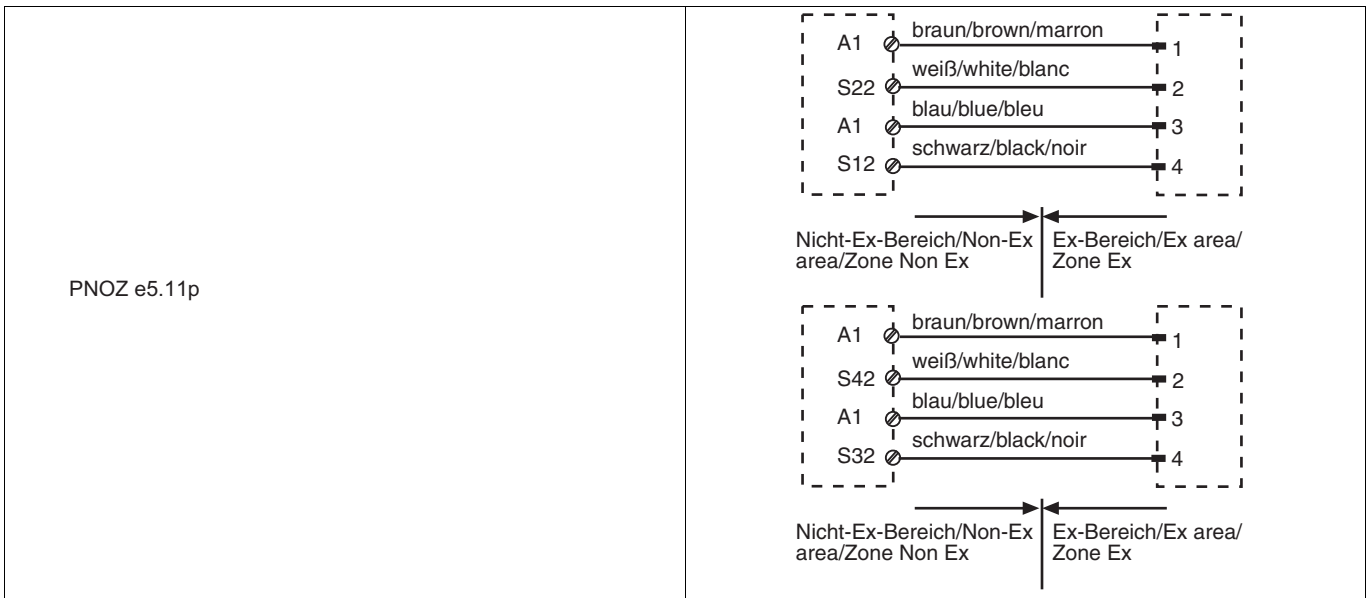 PNOZ e5.11p
A1 braun/brown/marron 1
S22 weiß/white/blanc 2
A1 blau/blue/bleu 3
S12 schwarz/black/noir 4
Nicht-Ex-Bereich/Non-Ex
area/Zone Non Ex
Ex-Bereich/Ex area/
Zone Ex
A1 braun/brown/marron 1
S42 weiß/white/blanc 2
A1 blau/blue/bleu 3
S32 schwarz/black/noir 4
Nicht-Ex-Bereich/Non-Ex
area/Zone Non Ex
Ex-Bereich/Ex area/
Zone Ex